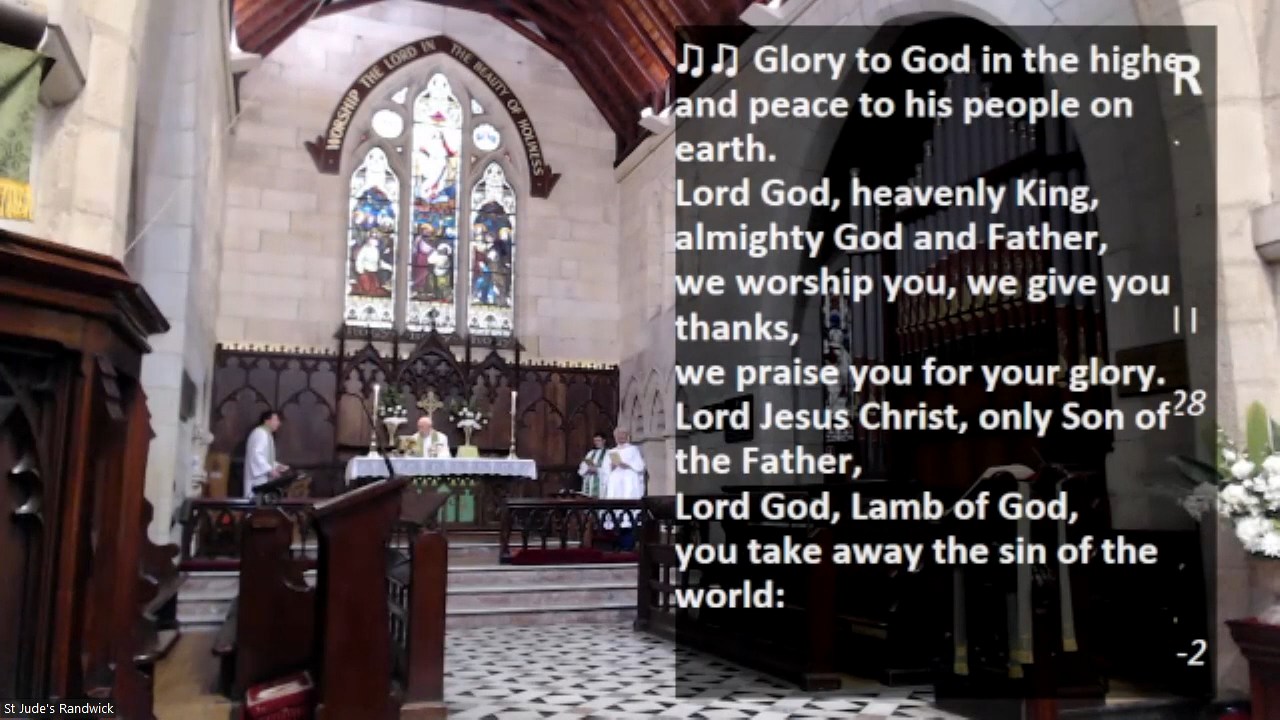 WORSHIP THE LORD IN THE BEAUTY OF HOLINESS
♫♫ Glory to God in the highe
R
and peace to his people on
earth.
Lord God, heavenly King,
almighty God and Father,
we worship you, we give you
thanks,
we praise you for your glory.
Lord Jesus Christ, only Son of
28
the Father,
Lord God, Lamb of God,
you take away the sin of the
world:
-2
St Jude's Randwick